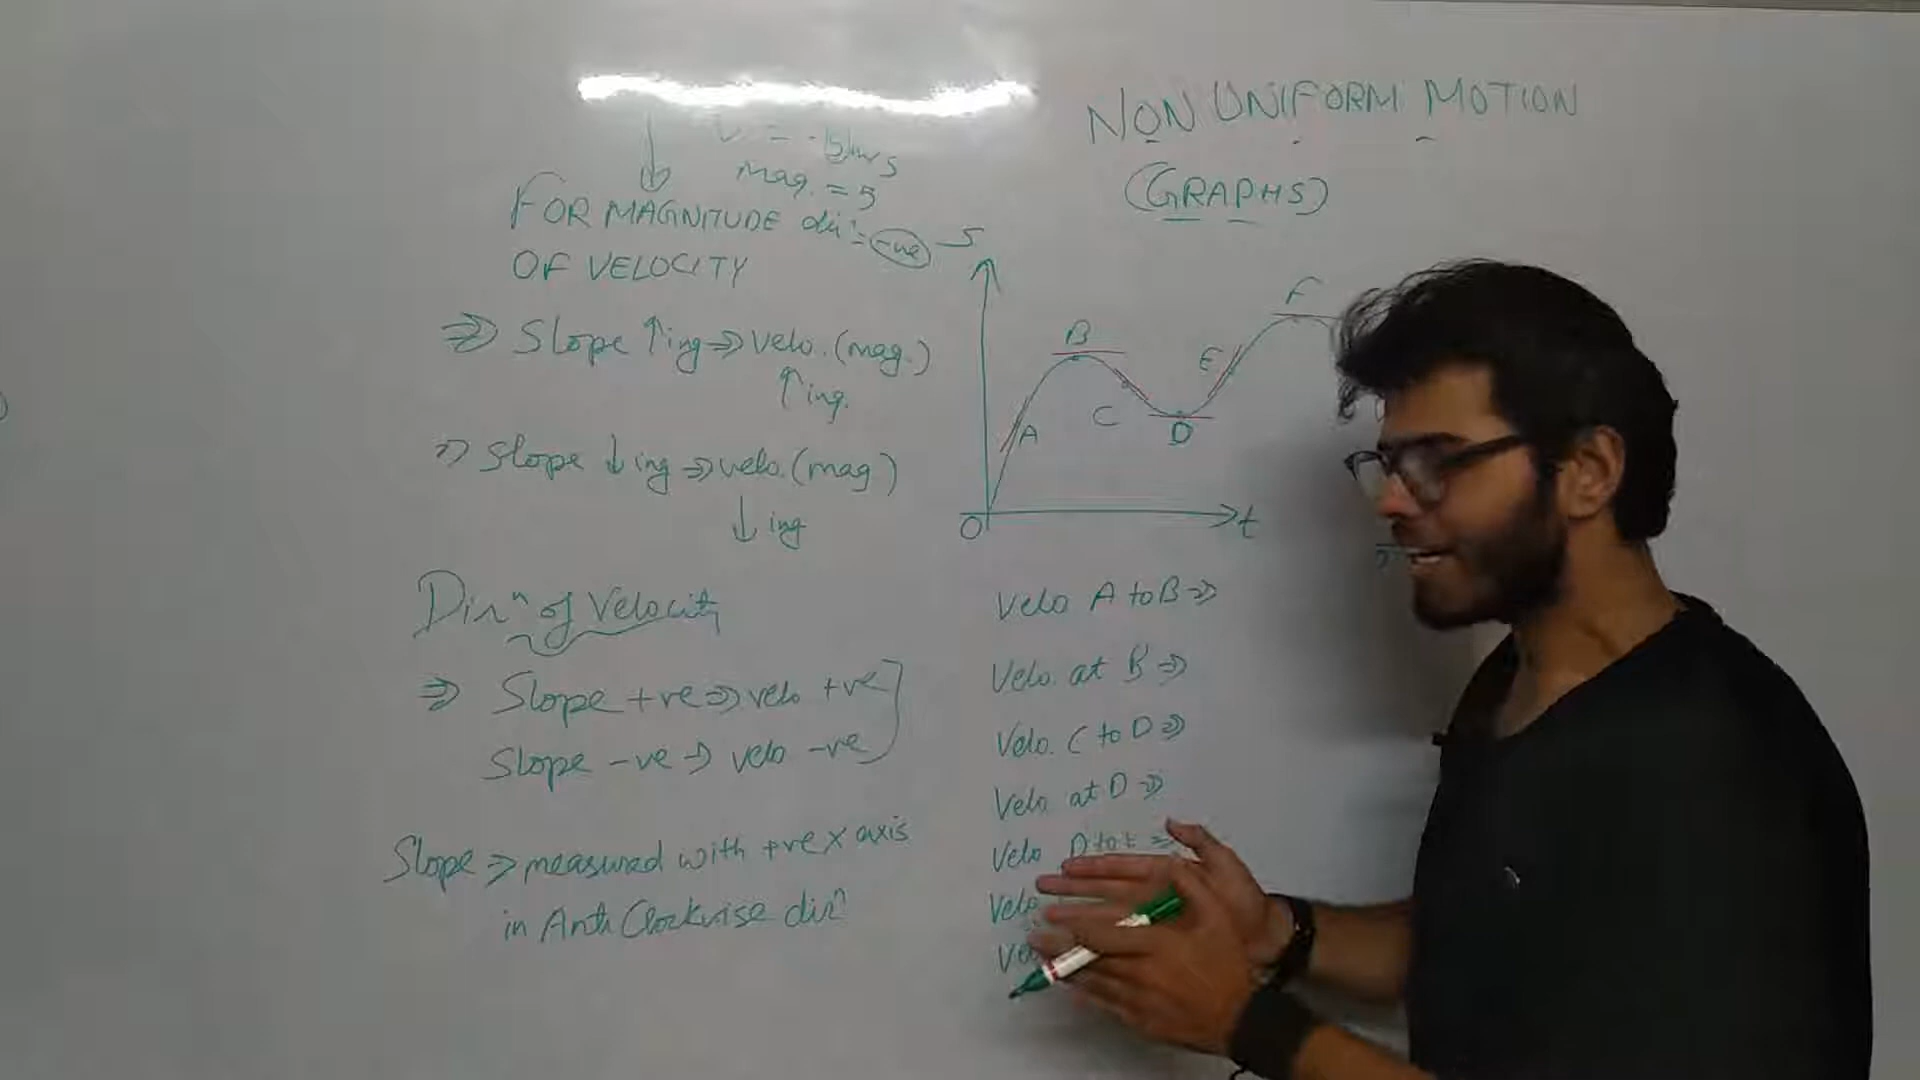 NON UNIFORM MOTION
(GRAPHS)
Mag. = 5
FOR MAGNITUDE dirⁿ = -ve
OF VELOCITY
⇒ Slope ↑ing ⇒ velo. (mag.)
↑ing.
⇒ Slope ↓ing ⇒ velo. (mag)
↓ing
Dirⁿ of Velocity
⇒ Slope +ve ⇒ velo +ve
Slope -ve ⇒ velo -ve
Slope ⇒ measured with +ve x axis
in Anti Clockwise dirⁿ
S
B
F
E
A
C
D
O
t
Velo A to B ⇒
Velo. at B ⇒
Velo. C to D ⇒
Velo at D ⇒
Velo D to E ⇒
Velo